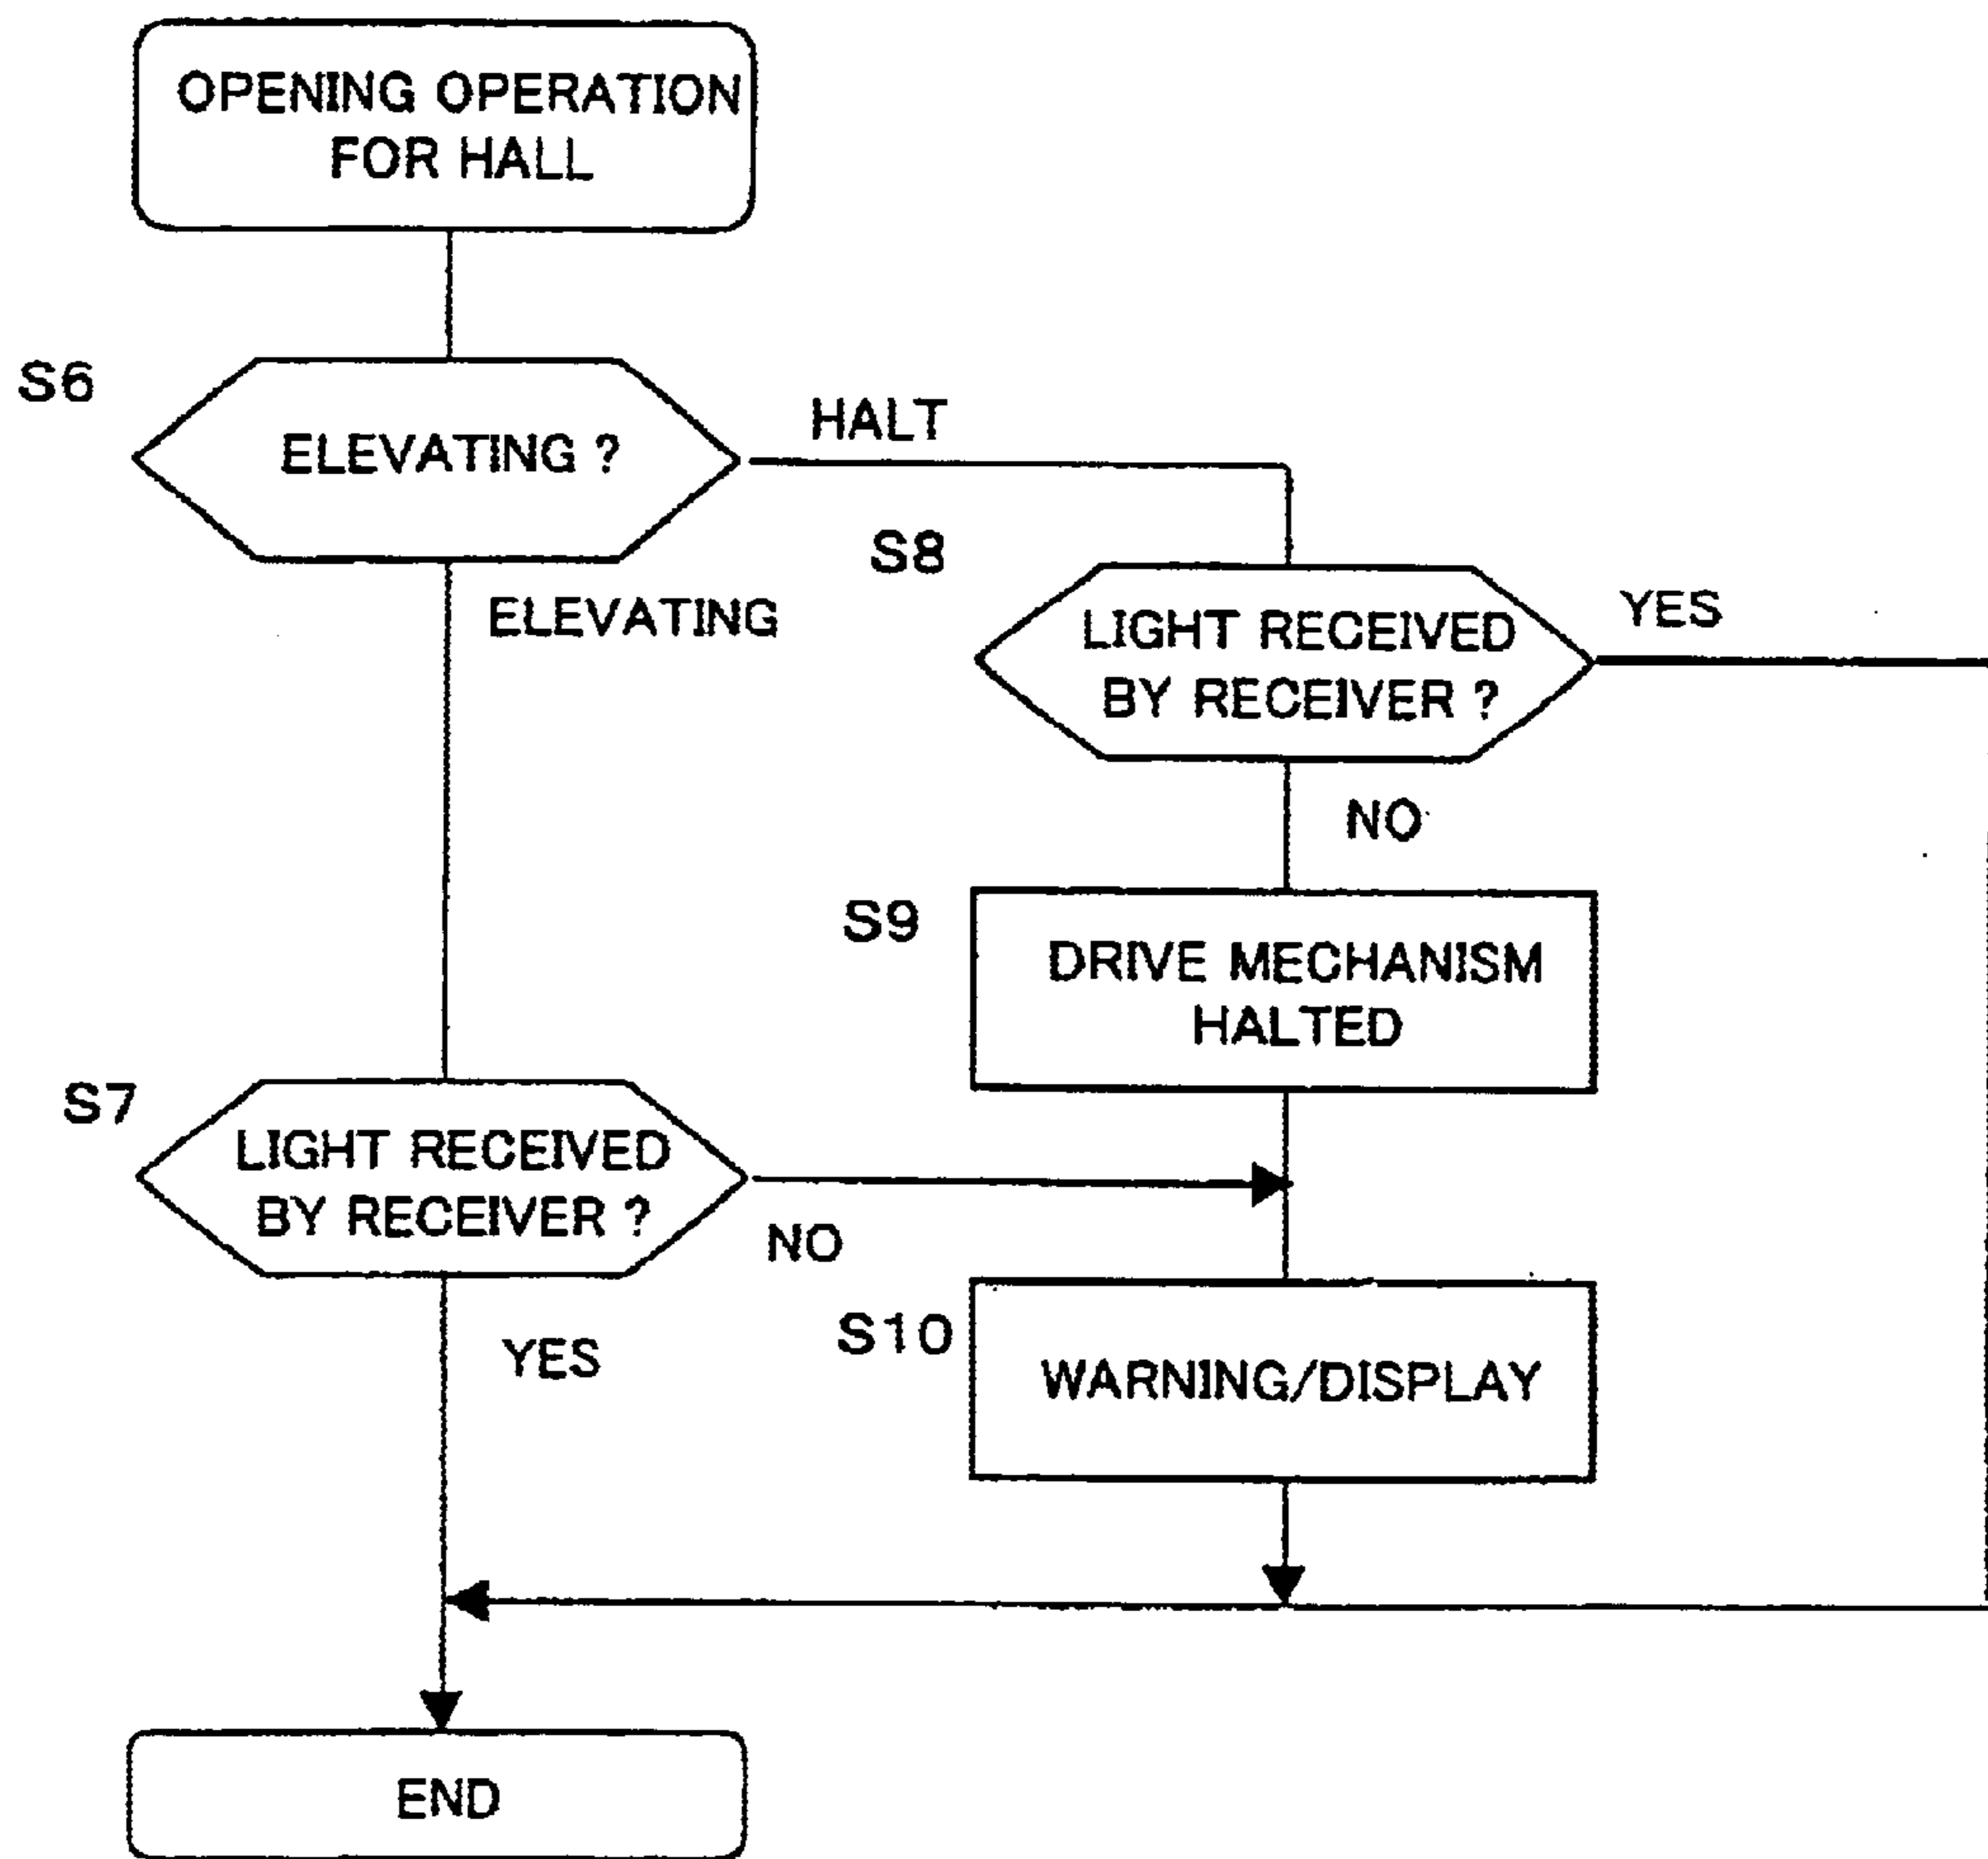 OPENING OPERATION
FOR HALL
S6
ELEVATING ?
HALT
ELEVATING
S8
LIGHT RECEIVED
BY RECEIVER ?
YES
NO
S9
DRIVE MECHANISM
HALTED
S7
LIGHT RECEIVED
BY RECEIVER ?
NO
YES
S10
WARNING/DISPLAY
END